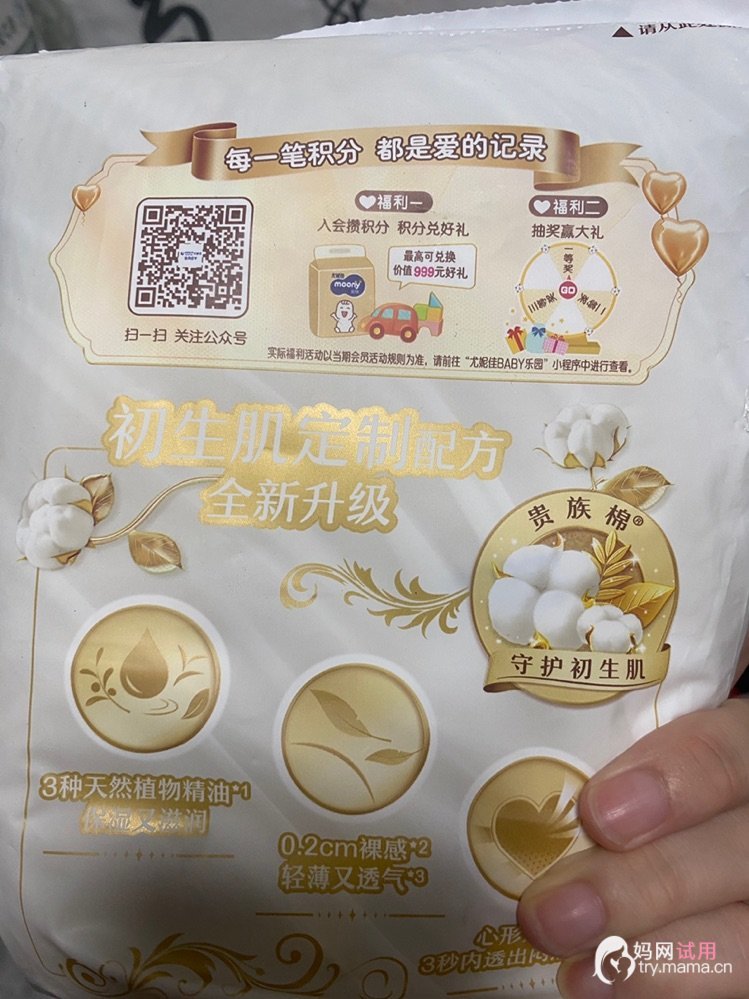 ▲ 请从此处
每一笔积分 都是爱的记录
福利一
入会攒积分 积分兑好礼
最高可兑换
价值999元好礼
moony
福利二
抽奖赢大礼
一等奖
二等奖
三等奖
GO
扫一扫 关注公众号
实际福利活动以当期会员活动规则为准，请前往“尤妮佳BABY乐园”小程序中进行查看。
初生肌定制配方
全新升级
贵族棉®
守护初生肌
3种天然植物精油*1
保湿又滋润
0.2cm裸感*2
轻薄又透气*3
心形
3秒内透出
妈网试用
try.mama.cn